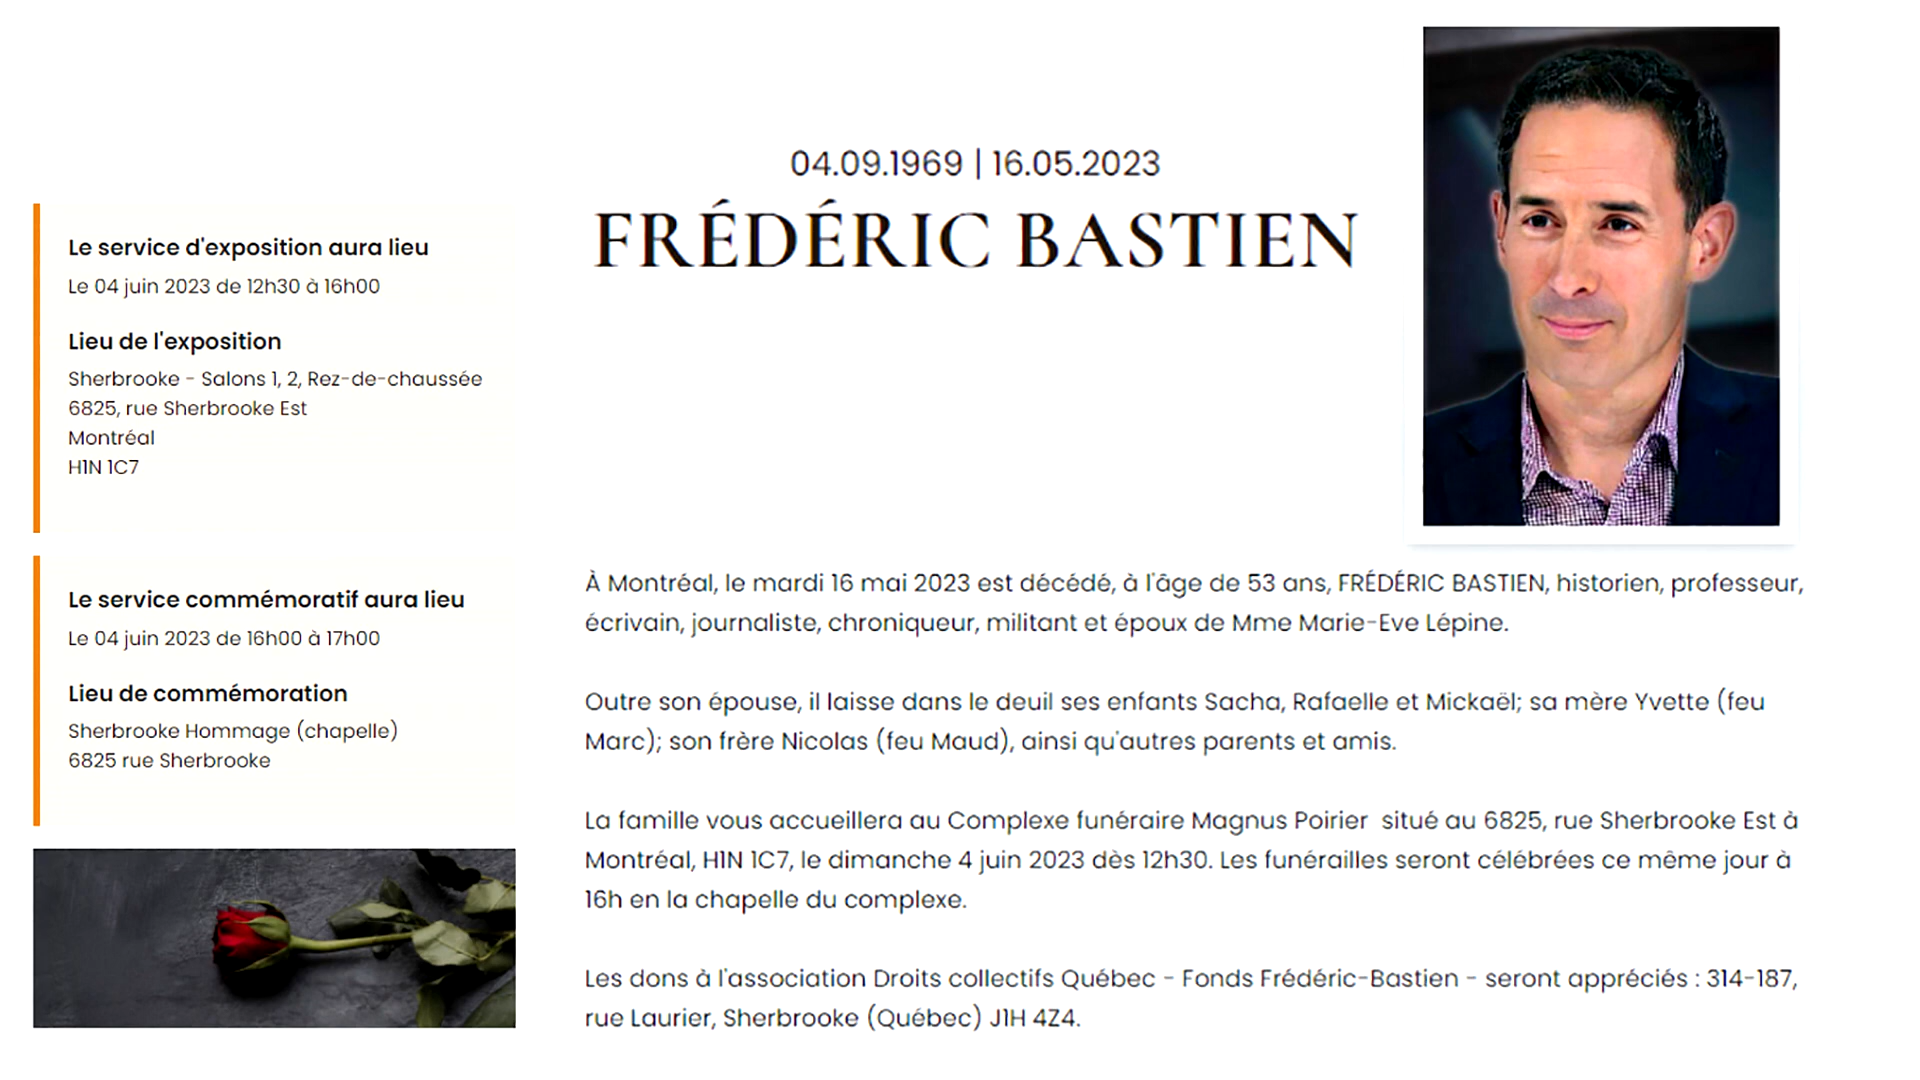 04.09.1969 | 16.05.2023
FRÉDÉRIC BASTIEN
Le service d'exposition aura lieu
Le 04 juin 2023 de 12h30 à 16h00
Lieu de l'exposition
Sherbrooke - Salons 1, 2, Rez-de-chaussée
6825, rue Sherbrooke Est
Montréal
H1N 1C7
Le service commémoratif aura lieu
Le 04 juin 2023 de 16h00 à 17h00
Lieu de commémoration
Sherbrooke Hommage (chapelle)
6825 rue Sherbrooke
À Montréal, le mardi 16 mai 2023 est décédé, à l'âge de 53 ans, FRÉDÉRIC BASTIEN, historien, professeur,
écrivain, journaliste, chroniqueur, militant et époux de Mme Marie-Eve Lépine.
Outre son épouse, il laisse dans le deuil ses enfants Sacha, Rafaelle et Mickaël; sa mère Yvette (feu
Marc); son frère Nicolas (feu Maud), ainsi qu'autres parents et amis.
La famille vous accueillera au Complexe funéraire Magnus Poirier  situé au 6825, rue Sherbrooke Est à
Montréal, H1N 1C7, le dimanche 4 juin 2023 dès 12h30. Les funérailles seront célébrées ce même jour à
16h en la chapelle du complexe.
Les dons à l'association Droits collectifs Québec - Fonds Frédéric-Bastien - seront appréciés : 314-187,
rue Laurier, Sherbrooke (Québec) J1H 4Z4.